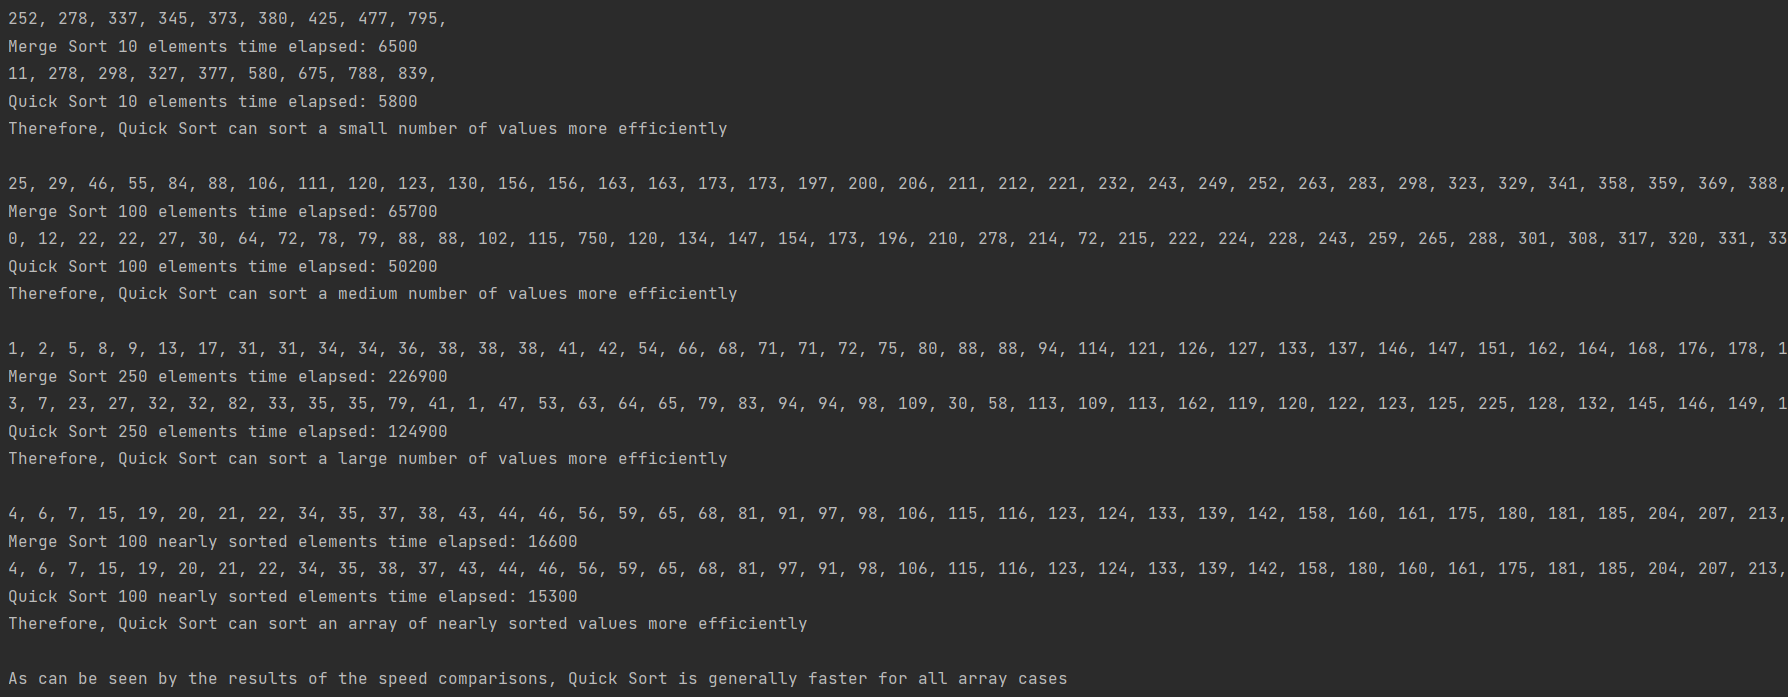 252, 278, 337, 345, 373, 380, 425, 477, 795,
Merge Sort 10 elements time elapsed: 6500
11, 278, 298, 327, 377, 580, 675, 788, 839,
Quick Sort 10 elements time elapsed: 5800
Therefore, Quick Sort can sort a small number of values more efficiently
25, 29, 46, 55, 84, 88, 106, 111, 120, 123, 130, 156, 156, 163, 163, 173, 173, 197, 200, 206, 211, 212, 221, 232, 243, 249, 252, 263, 283, 298, 323, 329, 341, 358, 359, 369, 388,
Merge Sort 100 elements time elapsed: 65700
0, 12, 22, 22, 27, 30, 64, 72, 78, 79, 88, 88, 102, 115, 750, 120, 134, 147, 154, 173, 196, 210, 278, 214, 72, 215, 222, 224, 228, 243, 259, 265, 288, 301, 308, 317, 320, 331, 33
Quick Sort 100 elements time elapsed: 50200
Therefore, Quick Sort can sort a medium number of values more efficiently
1, 2, 5, 8, 9, 13, 17, 31, 31, 34, 34, 36, 38, 38, 38, 41, 42, 54, 66, 68, 71, 71, 72, 75, 80, 88, 88, 94, 114, 121, 126, 127, 133, 137, 146, 147, 151, 162, 164, 168, 176, 178, 1
Merge Sort 250 elements time elapsed: 226900
3, 7, 23, 27, 32, 32, 82, 33, 35, 35, 79, 41, 1, 47, 53, 63, 64, 65, 79, 83, 94, 94, 98, 109, 30, 58, 113, 109, 113, 162, 119, 120, 122, 123, 125, 225, 128, 132, 145, 146, 149, 1
Quick Sort 250 elements time elapsed: 124900
Therefore, Quick Sort can sort a large number of values more efficiently
4, 6, 7, 15, 19, 20, 21, 22, 34, 35, 37, 38, 43, 44, 46, 56, 59, 65, 68, 81, 91, 97, 98, 106, 115, 116, 123, 124, 133, 139, 142, 158, 160, 161, 175, 180, 181, 185, 204, 207, 213,
Merge Sort 100 nearly sorted elements time elapsed: 16600
4, 6, 7, 15, 19, 20, 21, 22, 34, 35, 38, 37, 43, 44, 46, 56, 59, 65, 68, 81, 97, 91, 98, 106, 115, 116, 123, 124, 133, 139, 142, 158, 180, 160, 161, 175, 181, 185, 204, 207, 213,
Quick Sort 100 nearly sorted elements time elapsed: 15300
Therefore, Quick Sort can sort an array of nearly sorted values more efficiently
As can be seen by the results of the speed comparisons, Quick Sort is generally faster for all array cases